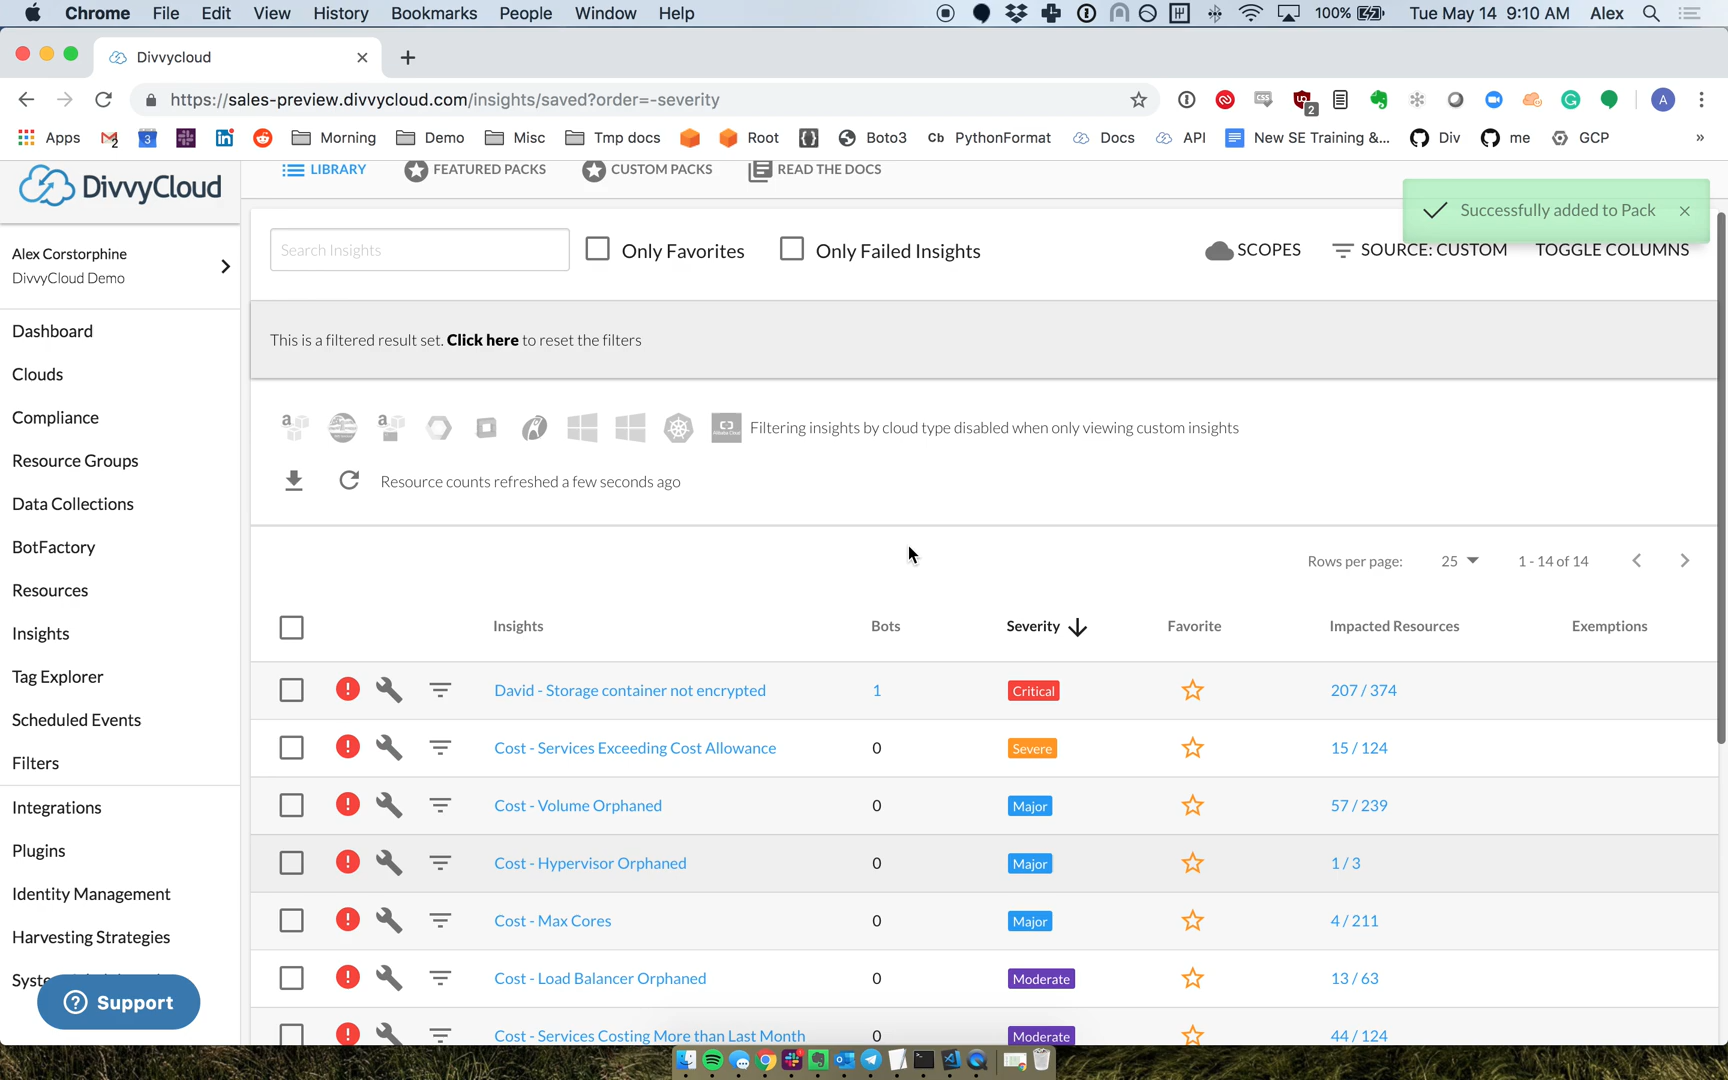 Chrome File Edit View History Bookmarks People Window Help 100% Tue May 14 9:10 AM Alex
Divvycloud
https://sales-preview.divvycloud.com/insights/saved?order=-severity
Apps Morning Demo Misc Tmp docs Root Boto3 Cb PythonFormat Docs API New SE Training &... Div me GCP »
DivvyCloud
LIBRARY FEATURED PACKS CUSTOM PACKS READ THE DOCS
Successfully added to Pack
Alex Corstorphine
DivvyCloud Demo
Search Insights Only Favorites Only Failed Insights SCOPES SOURCE: CUSTOM TOGGLE COLUMNS
This is a filtered result set. Click here to reset the filters
Filtering insights by cloud type disabled when only viewing custom insights
Resource counts refreshed a few seconds ago
Rows per page: 25 1 - 14 of 14
Insights Bots Severity Favorite Impacted Resources Exemptions
David - Storage container not encrypted 1 Critical 207 / 374
Cost - Services Exceeding Cost Allowance 0 Severe 15 / 124
Cost - Volume Orphaned 0 Major 57 / 239
Cost - Hypervisor Orphaned 0 Major 1 / 3
Cost - Max Cores 0 Major 4 / 211
Cost - Load Balancer Orphaned 0 Moderate 13 / 63
Cost - Services Costing More than Last Month 0 Moderate 44 / 124
Dashboard
Clouds
Compliance
Resource Groups
Data Collections
BotFactory
Resources
Insights
Tag Explorer
Scheduled Events
Filters
Integrations
Plugins
Identity Management
Harvesting Strategies
Support